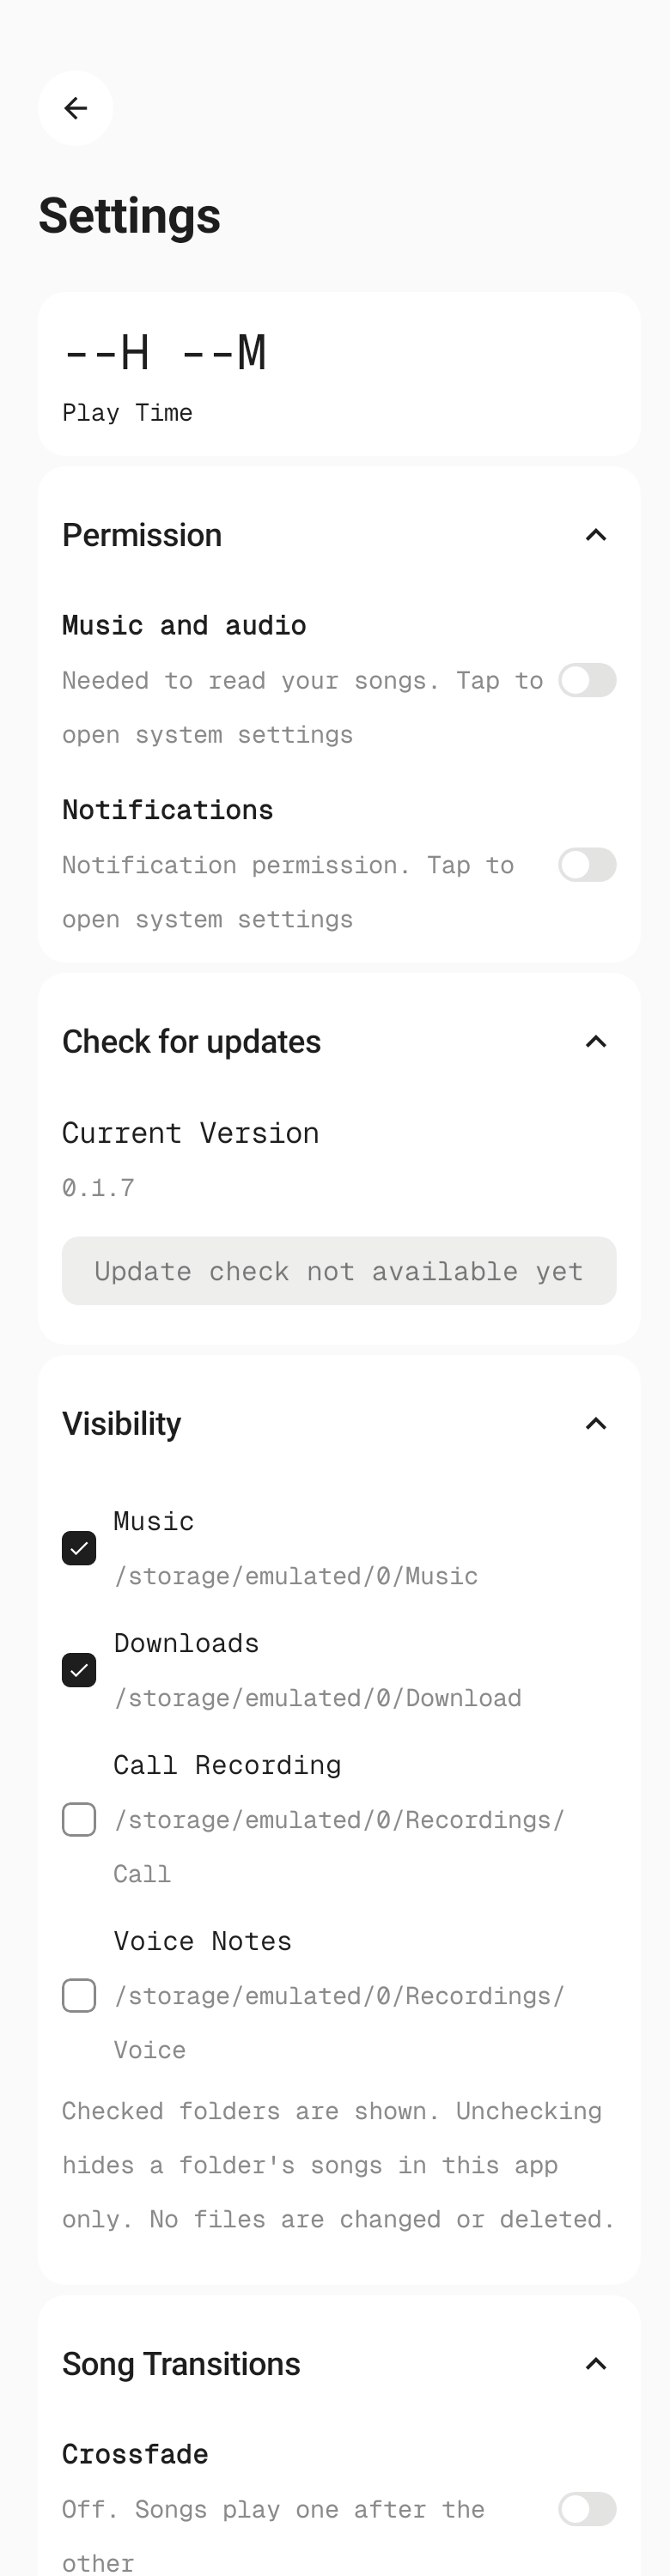 Settings
--H --M
Play Time
Permission
Music and audio
Needed to read your songs. Tap to
open system settings
Notifications
Notification permission. Tap to
open system settings
Check for updates
Current Version
0.1.7
Update check not available yet
Visibility
Music
/storage/emulated/0/Music
Downloads
/storage/emulated/0/Download
Call Recording
/storage/emulated/0/Recordings/
Call
Voice Notes
/storage/emulated/0/Recordings/
Voice
Checked folders are shown. Unchecking
hides a folder's songs in this app
only. No files are changed or deleted.
Song Transitions
Crossfade
Off. Songs play one after the
other